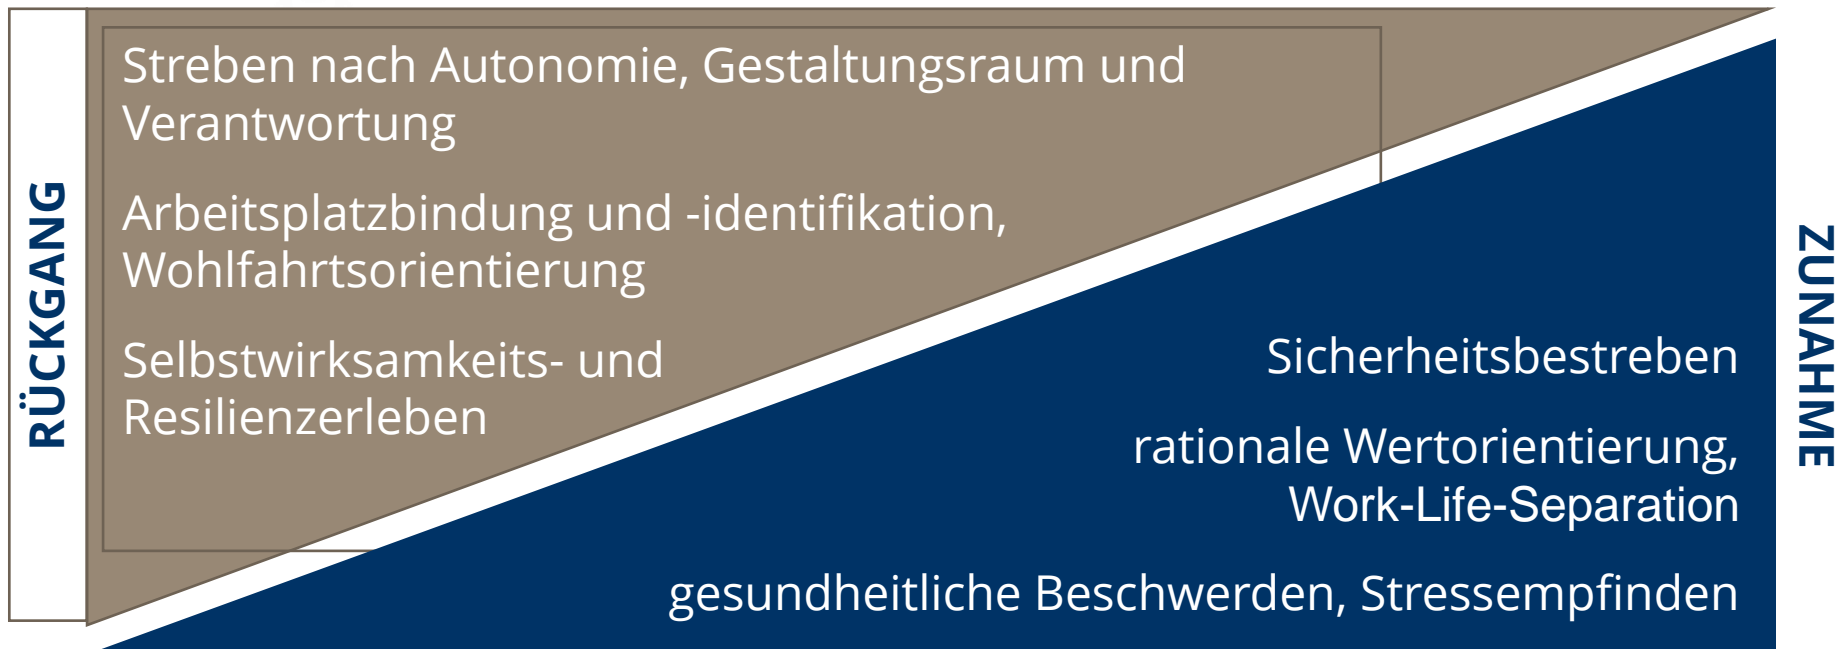 RÜCKGANG
Streben nach Autonomie, Gestaltungsraum und
Verantwortung
Arbeitsplatzbindung und -identifikation,
Wohlfahrtsorientierung
Selbstwirksamkeits- und
Resilienzerleben
Sicherheitsbestreben
rationale Wertorientierung,
Work-Life-Separation
gesundheitliche Beschwerden, Stressempfinden
ZUNAHME